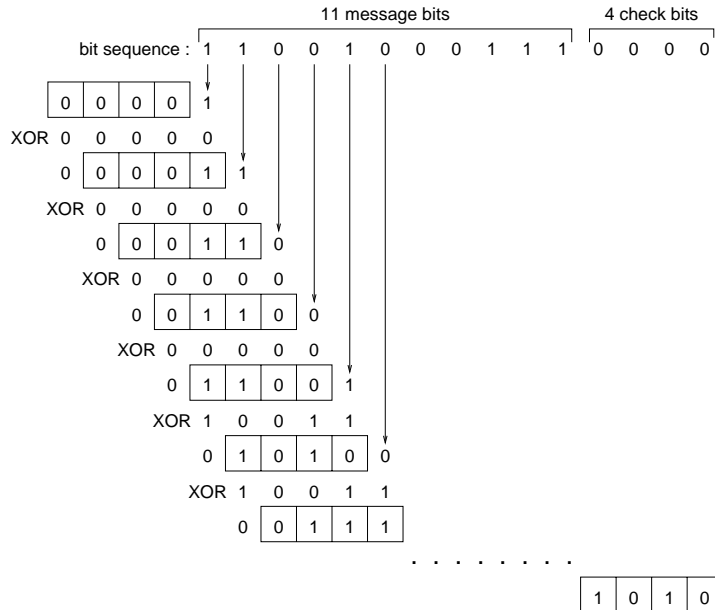 11 message bits 4 check bits
bit sequence : 1 1 0 0 1 0 0 0 1 1 1 0 0 0 0
0 0 0 0 1
XOR 0 0 0 0 0
0 0 0 0 1 1
XOR 0 0 0 0 0
0 0 0 1 1 0
XOR 0 0 0 0 0
0 0 1 1 0 0
XOR 0 0 0 0 0
0 1 1 0 0 1
XOR 1 0 0 1 1
0 1 0 1 0 0
XOR 1 0 0 1 1
0 0 1 1 1
. . . . . . . .
1 0 1 0